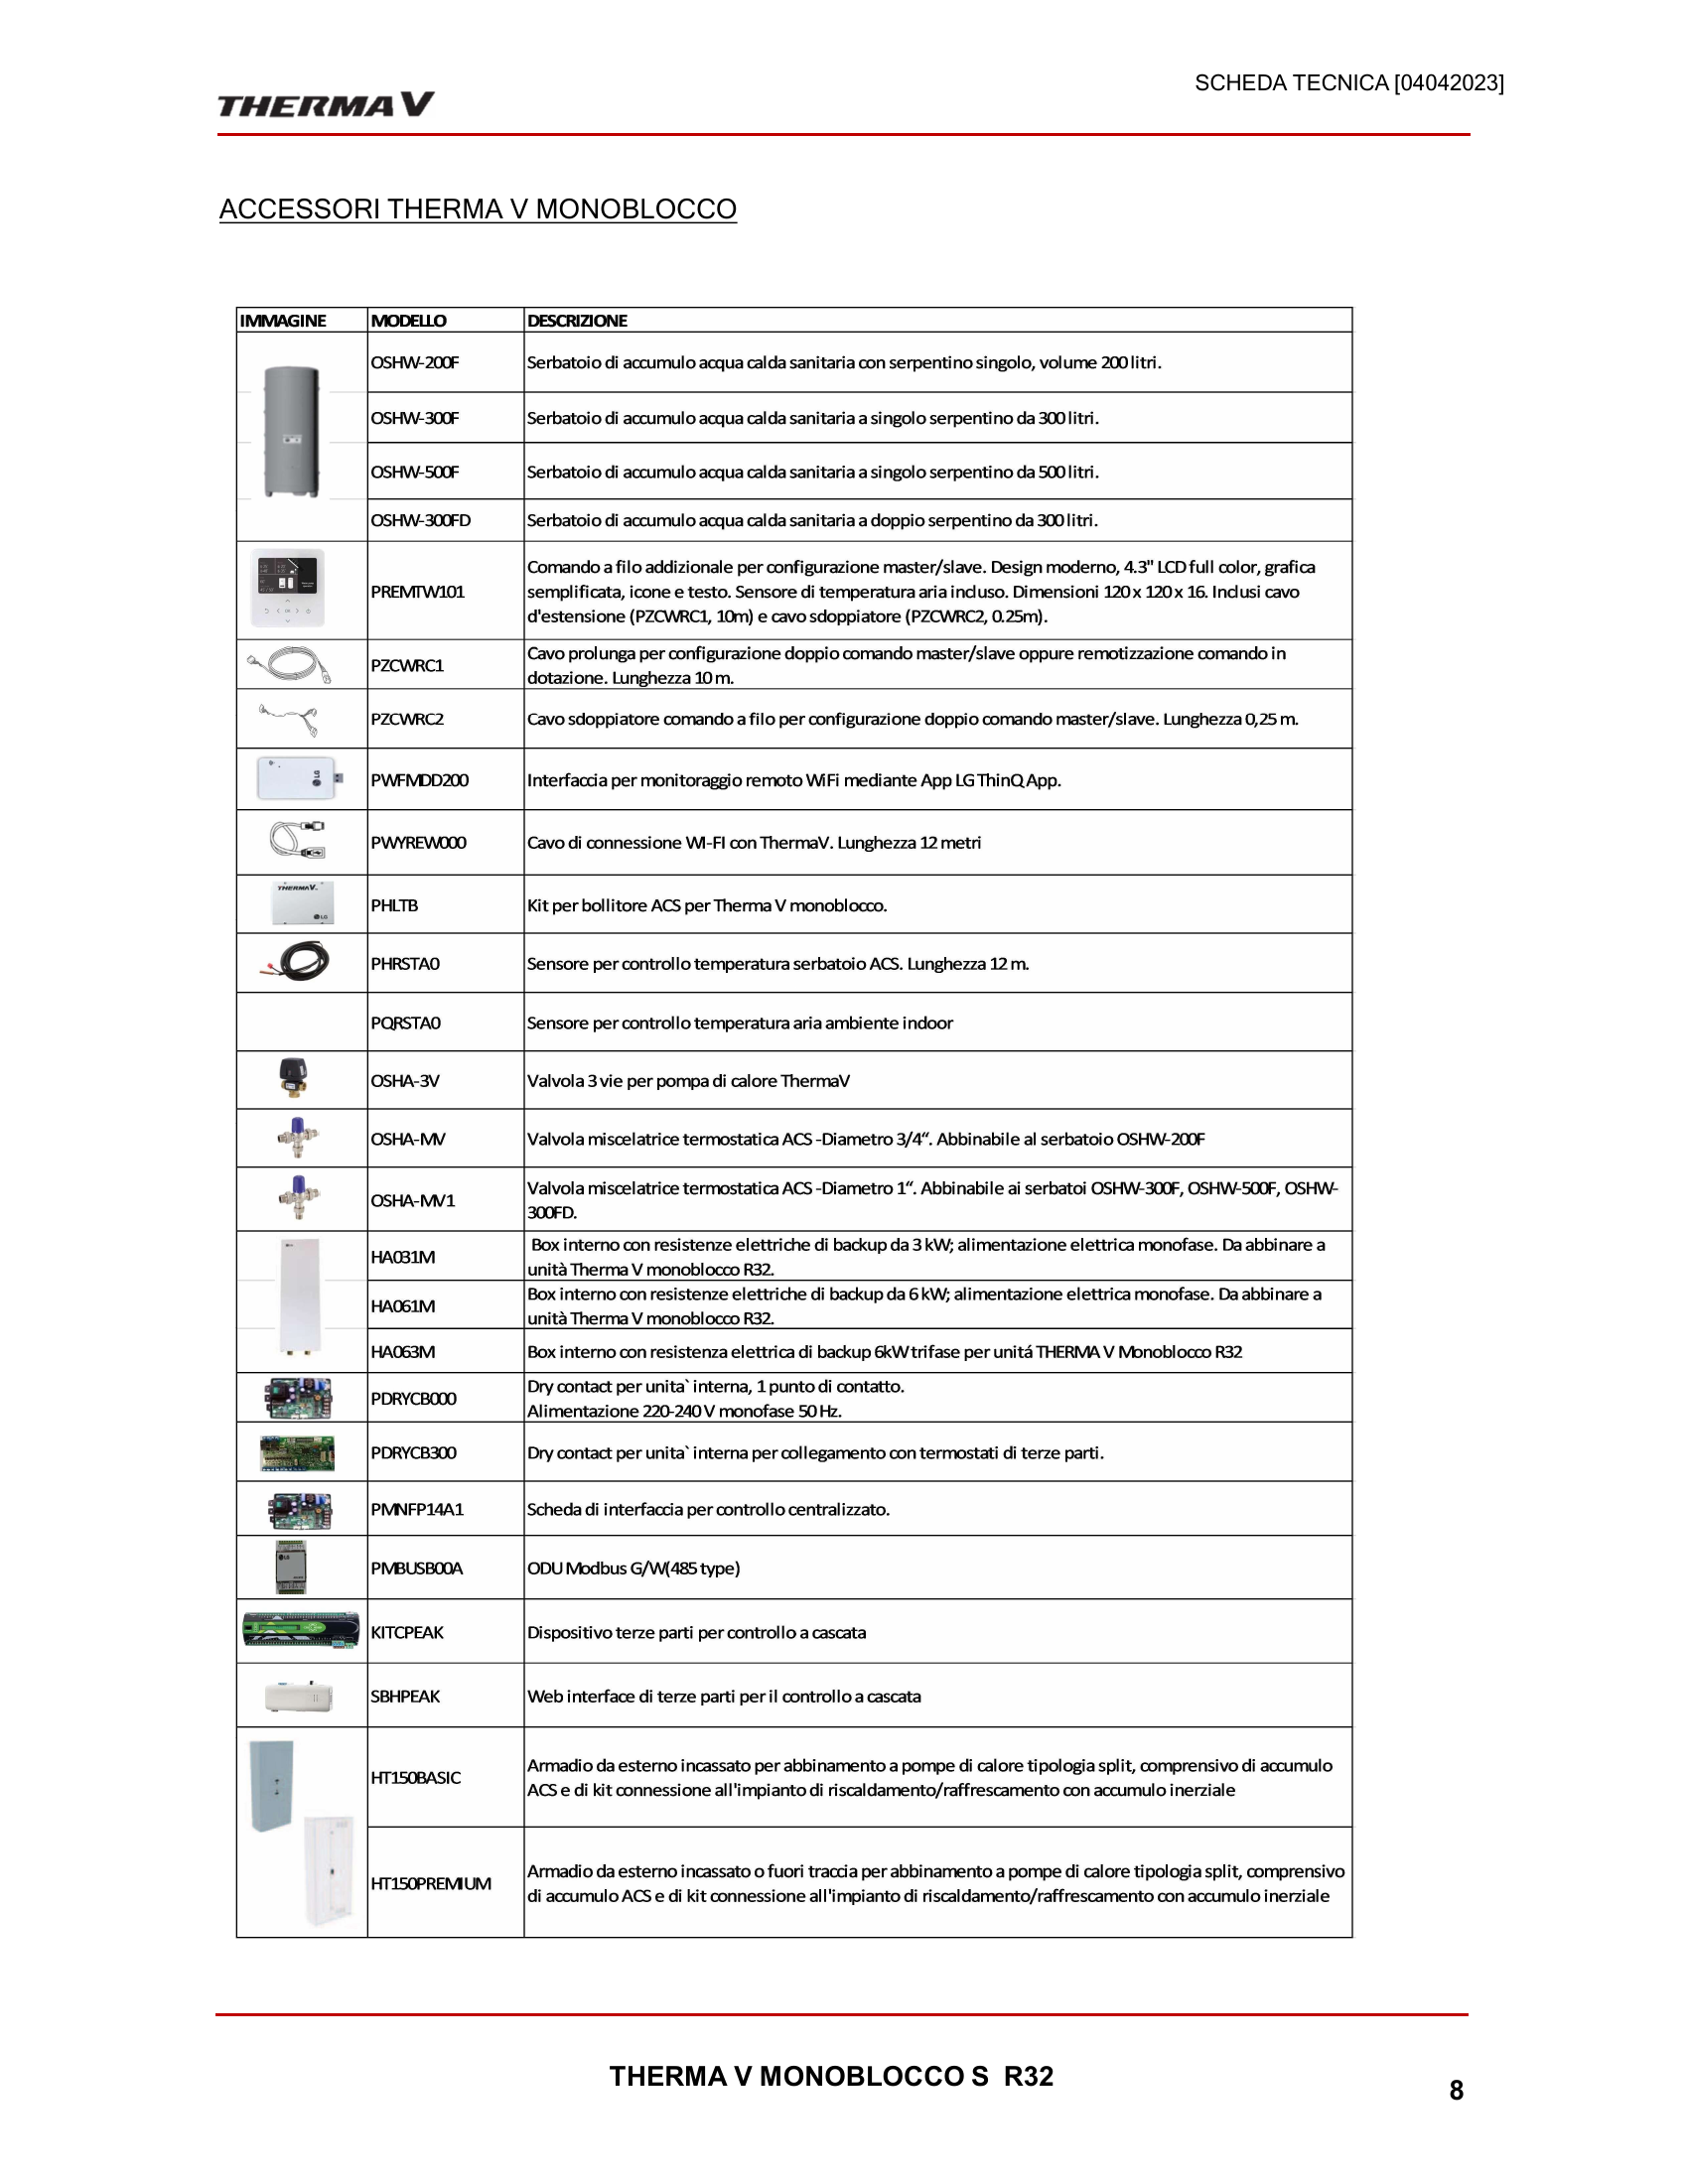 SCHEDA TECNICA [04042023]
THERMA V
ACCESSORI THERMA V MONOBLOCCO
IMMAGINE MODELLO DESCRIZIONE
OSHW-200F Serbatoio di accumulo acqua calda sanitaria con serpentino singolo, volume 200 litri.
OSHW-300F Serbatoio di accumulo acqua calda sanitaria a singolo serpentino da 300 litri.
OSHW-500F Serbatoio di accumulo acqua calda sanitaria a singolo serpentino da 500 litri.
OSHW-300FD Serbatoio di accumulo acqua calda sanitaria a doppio serpentino da 300 litri.
PREMTW101 Comando a filo addizionale per configurazione master/slave. Design moderno, 4.3" LCD full color, grafica
semplificata, icone e testo. Sensore di temperatura aria incluso. Dimensioni 120 x 120 x 16. Inclusi cavo
d'estensione (PZCWRC1, 10m) e cavo sdoppiatore (PZCWRC2, 0.25m).
PZCWRC1 Cavo prolunga per configurazione doppio comando master/slave oppure remotizzazione comando in
dotazione. Lunghezza 10 m.
PZCWRC2 Cavo sdoppiatore comando a filo per configurazione doppio comando master/slave. Lunghezza 0,25 m.
LG
PWFMDD200 Interfaccia per monitoraggio remoto WiFi mediante App LG ThinQ App.
PWYREW000 Cavo di connessione WI-FI con ThermaV. Lunghezza 12 metri
THERMA V
LG
PHLTB Kit per bollitore ACS per Therma V monoblocco.
PHRSTA0 Sensore per controllo temperatura serbatoio ACS. Lunghezza 12 m.
PQRSTA0 Sensore per controllo temperatura aria ambiente indoor
OSHA-3V Valvola 3 vie per pompa di calore ThermaV
OSHA-MV Valvola miscelatrice termostatica ACS -Diametro 3/4“. Abbinabile al serbatoio OSHW-200F
OSHA-MV1 Valvola miscelatrice termostatica ACS -Diametro 1“. Abbinabile ai serbatoi OSHW-300F, OSHW-500F, OSHW-
300FD.
HA031M Box interno con resistenze elettriche di backup da 3 kW; alimentazione elettrica monofase. Da abbinare a
unità Therma V monoblocco R32.
HA061M Box interno con resistenze elettriche di backup da 6 kW; alimentazione elettrica monofase. Da abbinare a
unità Therma V monoblocco R32.
HA063M Box interno con resistenza elettrica di backup 6kW trifase per unitá THERMA V Monoblocco R32
PDRYCB000 Dry contact per unita` interna, 1 punto di contatto.
Alimentazione 220-240 V monofase 50 Hz.
PDRYCB300 Dry contact per unita` interna per collegamento con termostati di terze parti.
PMNFP14A1 Scheda di interfaccia per controllo centralizzato.
LG
PMBUSB00A ODU Modbus G/W(485 type)
KITCPEAK Dispositivo terze parti per controllo a cascata
SBHPEAK Web interface di terze parti per il controllo a cascata
HT150BASIC Armadio da esterno incassato per abbinamento a pompe di calore tipologia split, comprensivo di accumulo
ACS e di kit connessione all'impianto di riscaldamento/raffrescamento con accumulo inerziale
HT150PREMIUM Armadio da esterno incassato o fuori traccia per abbinamento a pompe di calore tipologia split, comprensivo
di accumulo ACS e di kit connessione all'impianto di riscaldamento/raffrescamento con accumulo inerziale
THERMA V MONOBLOCCO S R32
8